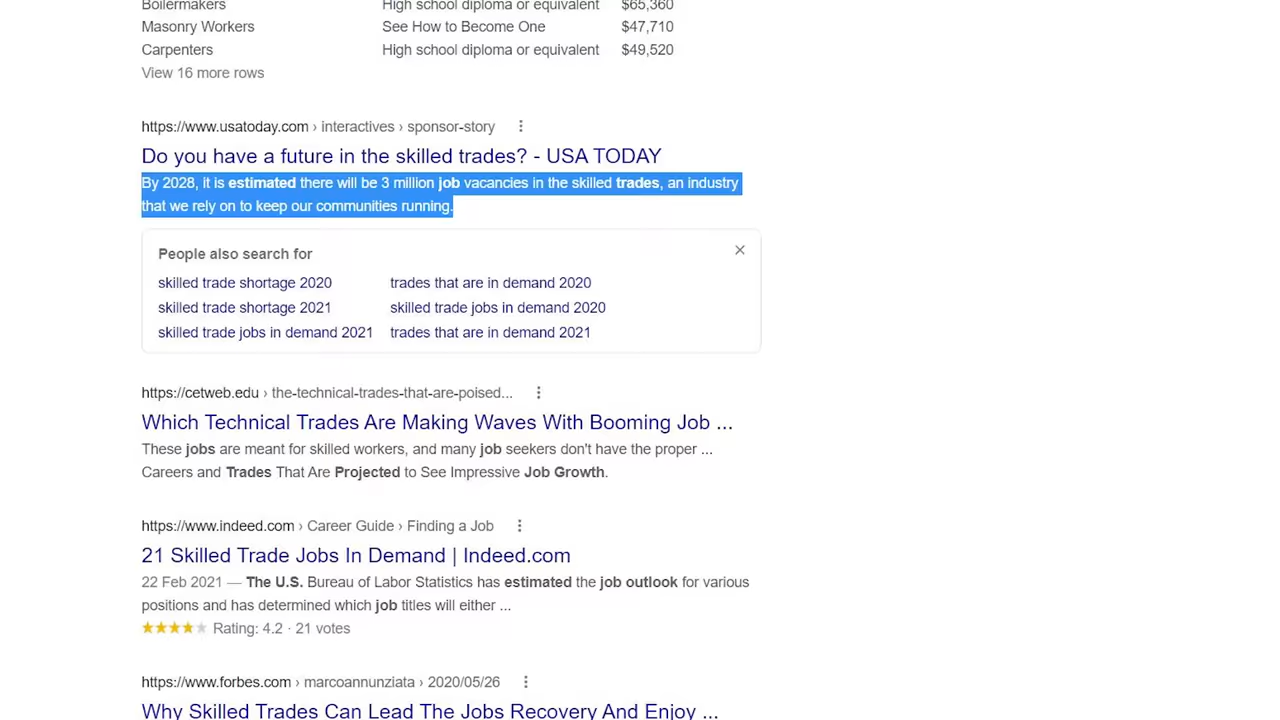 Boilermakers High school diploma or equivalent $65,360
Masonry Workers See How to Become One $47,710
Carpenters High school diploma or equivalent $49,520
View 16 more rows
https://www.usatoday.com › interactives › sponsor-story
Do you have a future in the skilled trades? - USA TODAY
By 2028, it is estimated there will be 3 million job vacancies in the skilled trades, an industry
that we rely on to keep our communities running.
People also search for
skilled trade shortage 2020 trades that are in demand 2020
skilled trade shortage 2021 skilled trade jobs in demand 2020
skilled trade jobs in demand 2021 trades that are in demand 2021
https://cetweb.edu › the-technical-trades-that-are-poised...
Which Technical Trades Are Making Waves With Booming Job ...
These jobs are meant for skilled workers, and many job seekers don't have the proper ...
Careers and Trades That Are Projected to See Impressive Job Growth.
https://www.indeed.com › Career Guide › Finding a Job
21 Skilled Trade Jobs In Demand | Indeed.com
22 Feb 2021 — The U.S. Bureau of Labor Statistics has estimated the job outlook for various
positions and has determined which job titles will either ...
Rating: 4.2 · 21 votes
https://www.forbes.com › marcoannunziata › 2020/05/26
Why Skilled Trades Can Lead The Jobs Recovery And Enjoy ...